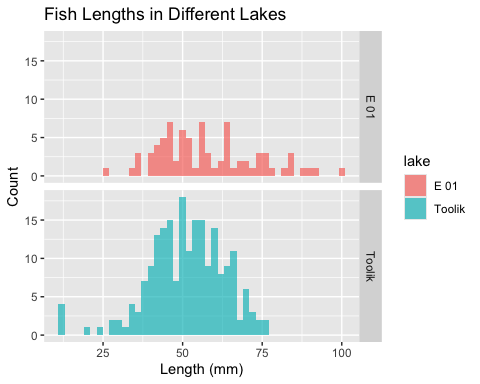 Fish Lengths in Different Lakes
15
10
5
0
E 01
15
10
5
0
Toolik
25 50 75 100
Length (mm)
Count
lake
E 01
Toolik